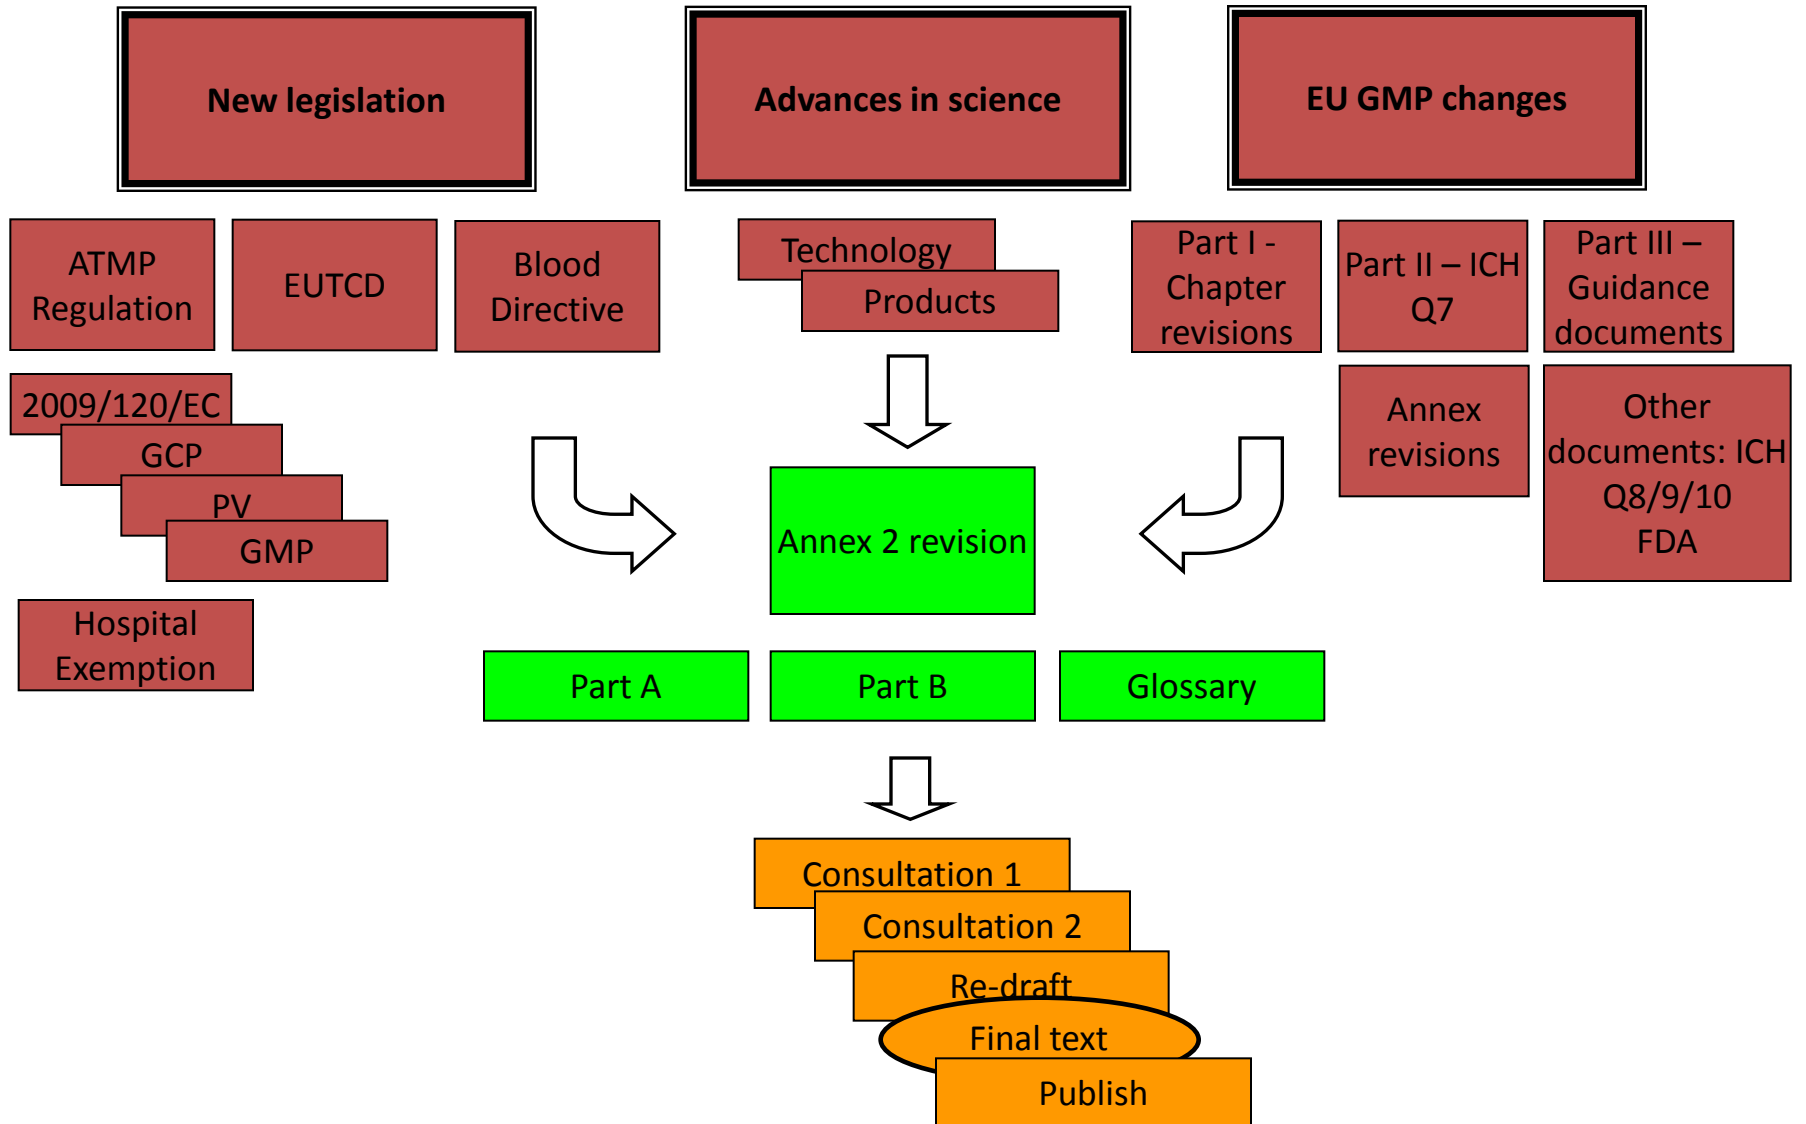 New legislation
Advances in science
EU GMP changes
ATMP
Regulation
EUTCD
Blood
Directive
Technology
Products
Part I -
Chapter
revisions
Part II – ICH
Q7
Part III –
Guidance
documents
2009/120/EC
GCP
PV
GMP
Hospital
Exemption
Annex
revisions
Other
documents: ICH
Q8/9/10
FDA
Annex 2 revision
Part A
Part B
Glossary
Consultation 1
Consultation 2
Re-draft
Final text
Publish